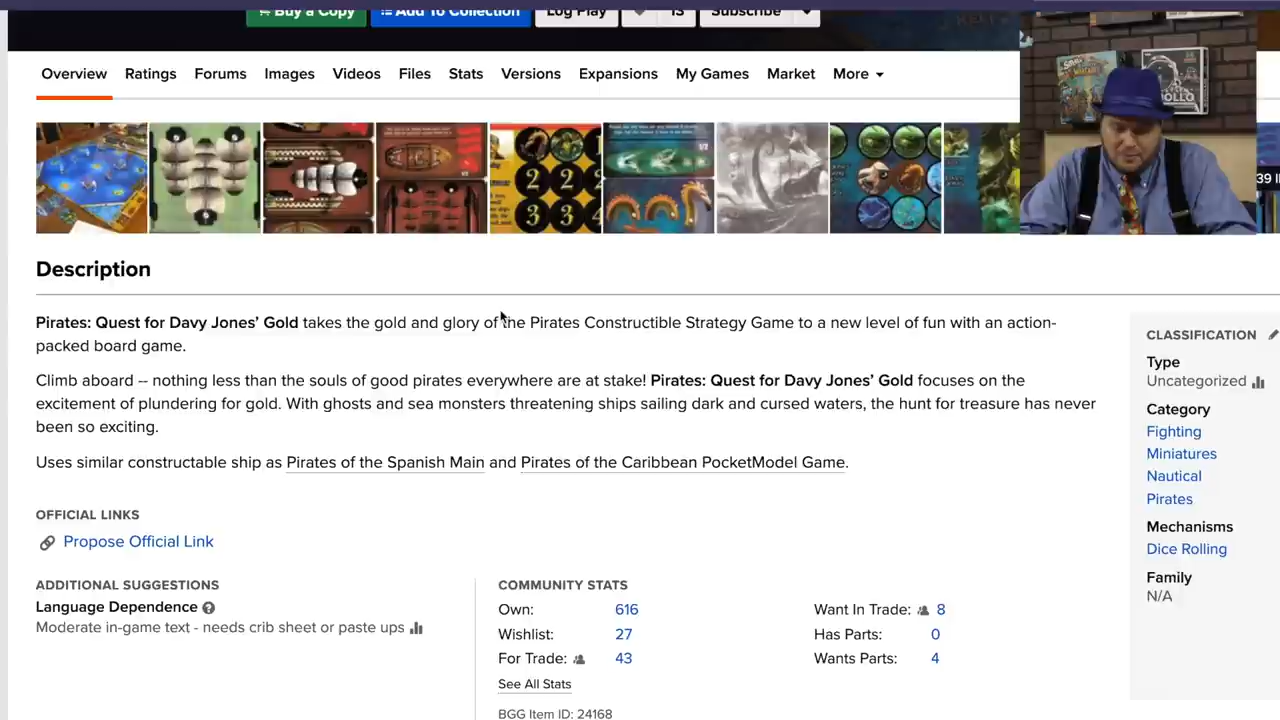 Buy a Copy Add To Collection Log Play 13 Subscribe
Overview Ratings Forums Images Videos Files Stats Versions Expansions My Games Market More
2 2
3 3
1/2
Description
Pirates: Quest for Davy Jones' Gold takes the gold and glory of the Pirates Constructible Strategy Game to a new level of fun with an action-
packed board game.
Climb aboard -- nothing less than the souls of good pirates everywhere are at stake! Pirates: Quest for Davy Jones' Gold focuses on the
excitement of plundering for gold. With ghosts and sea monsters threatening ships sailing dark and cursed waters, the hunt for treasure has never
been so exciting.
Uses similar constructable ship as Pirates of the Spanish Main and Pirates of the Caribbean PocketModel Game.
OFFICIAL LINKS
Propose Official Link
ADDITIONAL SUGGESTIONS
Language Dependence
Moderate in-game text - needs crib sheet or paste ups
COMMUNITY STATS
Own: 616
Wishlist: 27
For Trade: 43
See All Stats
BGG Item ID: 24168
Want In Trade: 8
Has Parts: 0
Wants Parts: 4
CLASSIFICATION
Type
Uncategorized
Category
Fighting
Miniatures
Nautical
Pirates
Mechanisms
Dice Rolling
Family
N/A